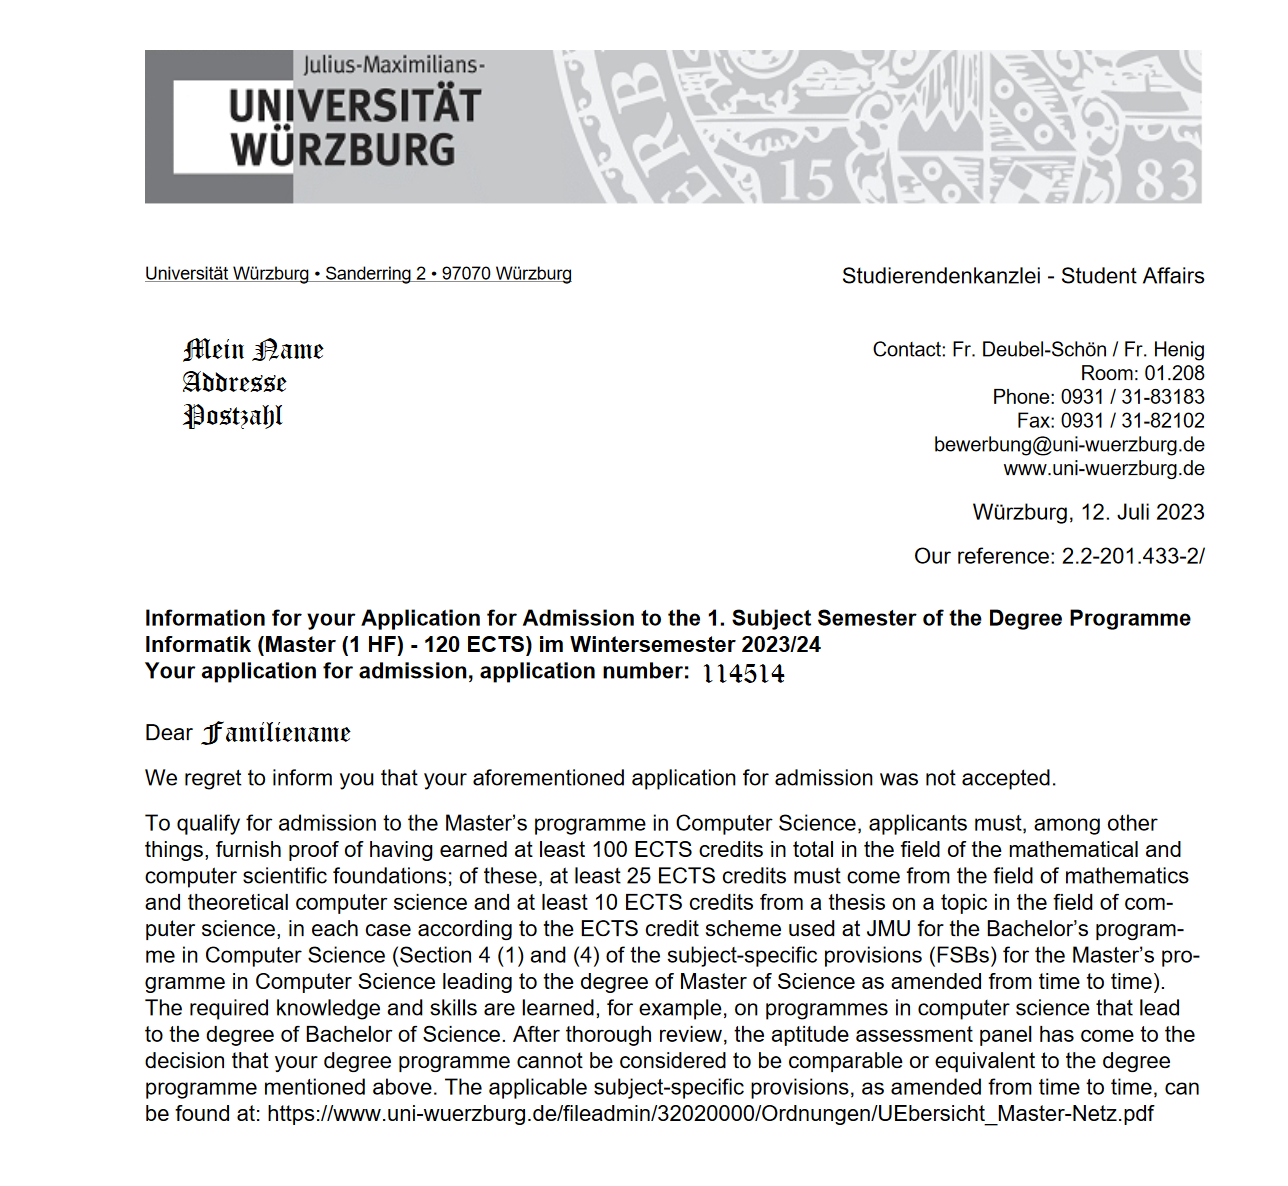 Julius-Maximilians-
UNIVERSITÄT
WÜRZBURG
ERB
15 83
Universität Würzburg • Sanderring 2 • 97070 Würzburg
Studierendenkanzlei - Student Affairs
Mein Name
Addresse
Postzahl
Contact: Fr. Deubel-Schön / Fr. Henig
Room: 01.208
Phone: 0931 / 31-83183
Fax: 0931 / 31-82102
bewerbung@uni-wuerzburg.de
www.uni-wuerzburg.de
Würzburg, 12. Juli 2023
Our reference: 2.2-201.433-2/
Information for your Application for Admission to the 1. Subject Semester of the Degree Programme
Informatik (Master (1 HF) - 120 ECTS) im Wintersemester 2023/24
Your application for admission, application number: 114514
Dear Familiename
We regret to inform you that your aforementioned application for admission was not accepted.
To qualify for admission to the Master’s programme in Computer Science, applicants must, among other
things, furnish proof of having earned at least 100 ECTS credits in total in the field of the mathematical and
computer scientific foundations; of these, at least 25 ECTS credits must come from the field of mathematics
and theoretical computer science and at least 10 ECTS credits from a thesis on a topic in the field of com-
puter science, in each case according to the ECTS credit scheme used at JMU for the Bachelor’s program-
me in Computer Science (Section 4 (1) and (4) of the subject-specific provisions (FSBs) for the Master’s pro-
gramme in Computer Science leading to the degree of Master of Science as amended from time to time).
The required knowledge and skills are learned, for example, on programmes in computer science that lead
to the degree of Bachelor of Science. After thorough review, the aptitude assessment panel has come to the
decision that your degree programme cannot be considered to be comparable or equivalent to the degree
programme mentioned above. The applicable subject-specific provisions, as amended from time to time, can
be found at: https://www.uni-wuerzburg.de/fileadmin/32020000/Ordnungen/UEbersicht_Master-Netz.pdf